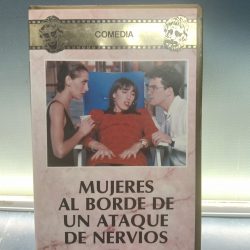 COMEDIA
MUJERES
AL BORDE DE
UN ATAQUE
DE NERVIOS